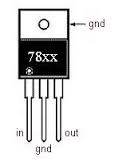 gnd
78xx
in out
gnd